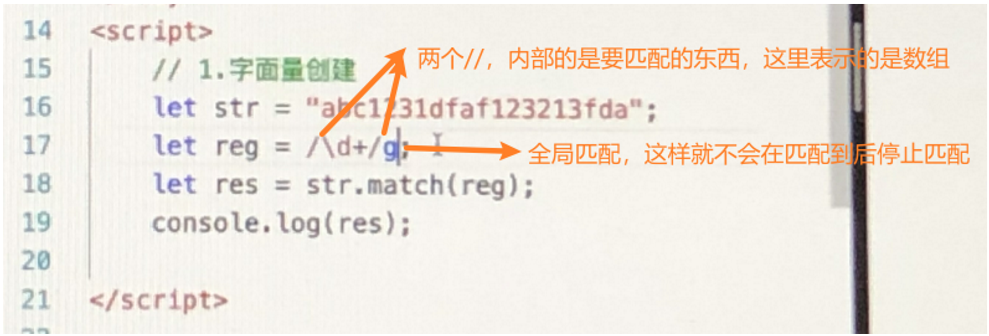 14 <script>
15 // 1.字面量创建
两个//，内部的是要匹配的东西，这里表示的是数组
16 let str = "abc1231dfaf123213fda";
17 let reg = /\d+/g;
全局匹配，这样就不会在匹配到后停止匹配
18 let res = str.match(reg);
19 console.log(res);
20
21 </script>